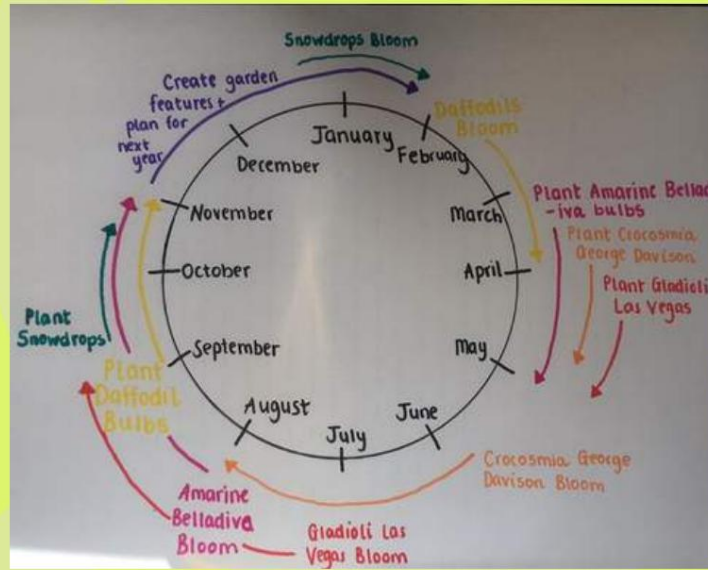 Snowdrops Bloom
Create garden
features +
plan for
next
year
Daffodils
Bloom
January
February
December
March
Plant Amarine Bellad
-iva bulbs
November
Plant Crocosmia
George Davison
October
April
Plant Gladioli
Las Vegas
Plant
Snowdrops
September
May
Plant
Daffodil
Bulbs
August
June
July
Crocosmia George
Davison Bloom
Amarine
Belladiva
Bloom
Gladioli Las
Vegas Bloom